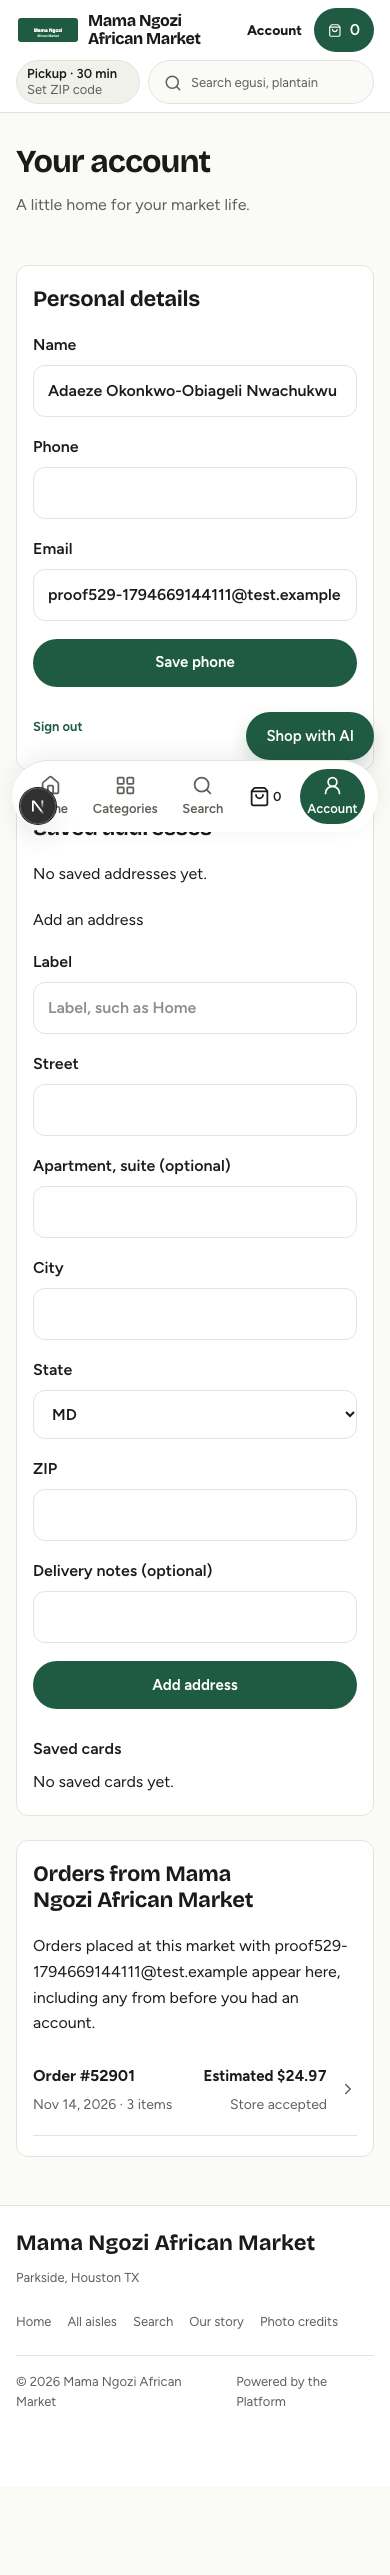 Mama Ngozi
African Market
Mama Ngozi
African Market
Account
0
Pickup · 30 min
Set ZIP code
Search egusi, plantain
Your account
A little home for your market life.
Personal details
Name
Adaeze Okonkwo-Obiageli Nwachukwu
Phone
Email
proof529-1794669144111@test.example
Save phone
Sign out
Shop with AI
N
Categories
Search
0
Account
Saved addresses
No saved addresses yet.
Add an address
Label
Label, such as Home
Street
Apartment, suite (optional)
City
State
MD
ZIP
Delivery notes (optional)
Add address
Saved cards
No saved cards yet.
Orders from Mama
Ngozi African Market
Orders placed at this market with proof529-
1794669144111@test.example appear here,
including any from before you had an
account.
Order #52901
Estimated $24.97
Nov 14, 2026 · 3 items
Store accepted
Mama Ngozi African Market
Parkside, Houston TX
Home All aisles Search Our story Photo credits
© 2026 Mama Ngozi African
Market
Powered by the
Platform